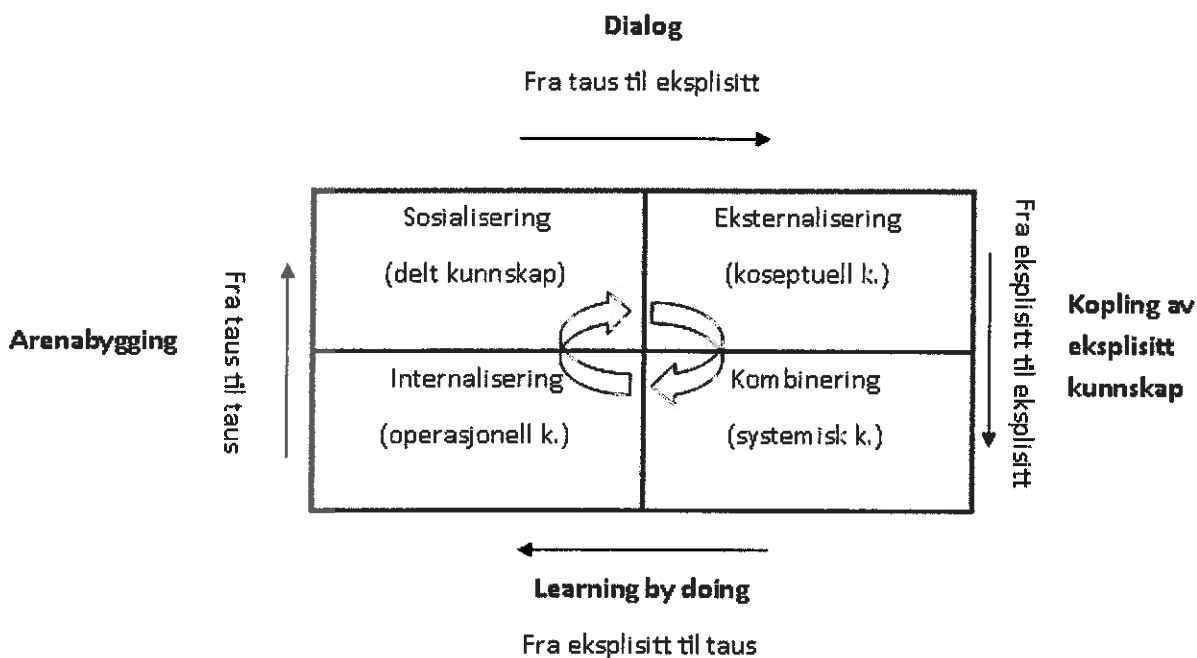 Dialog
Fra taus til eksplisitt
Sosialisering
(delt kunnskap)
Eksternalisering
(koseptuell k.)
Arenabygging
Fra taus til taus
Fra eksplisitt til eksplisitt
Kopling av
eksplisitt
kunnskap
Internalisering
(operasjonell k.)
Kombinering
(systemisk k.)
Learning by doing
Fra eksplisitt til taus